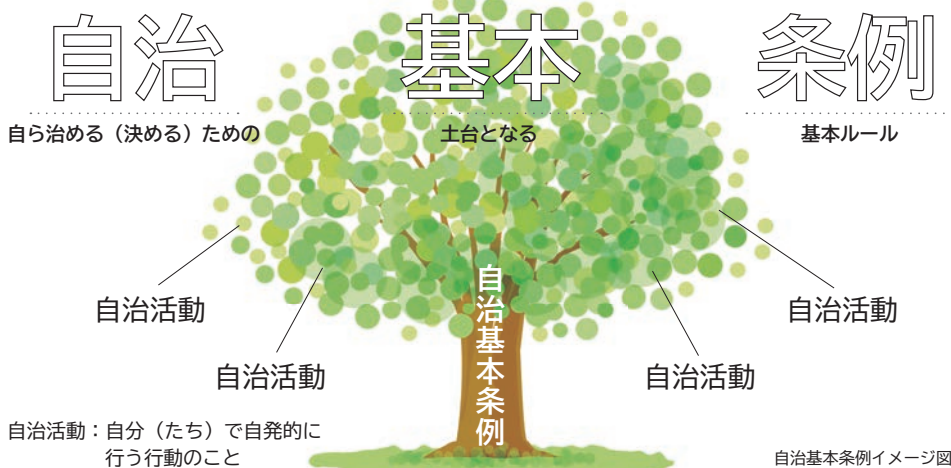 自治 基本 条例
自ら治める（決める）ための 土台となる 基本ルール
自治活動
自治活動
自治活動
自治活動
自治基本条例
自治活動：自分（たち）で自発的に
行う行動のこと
自治基本条例イメージ図